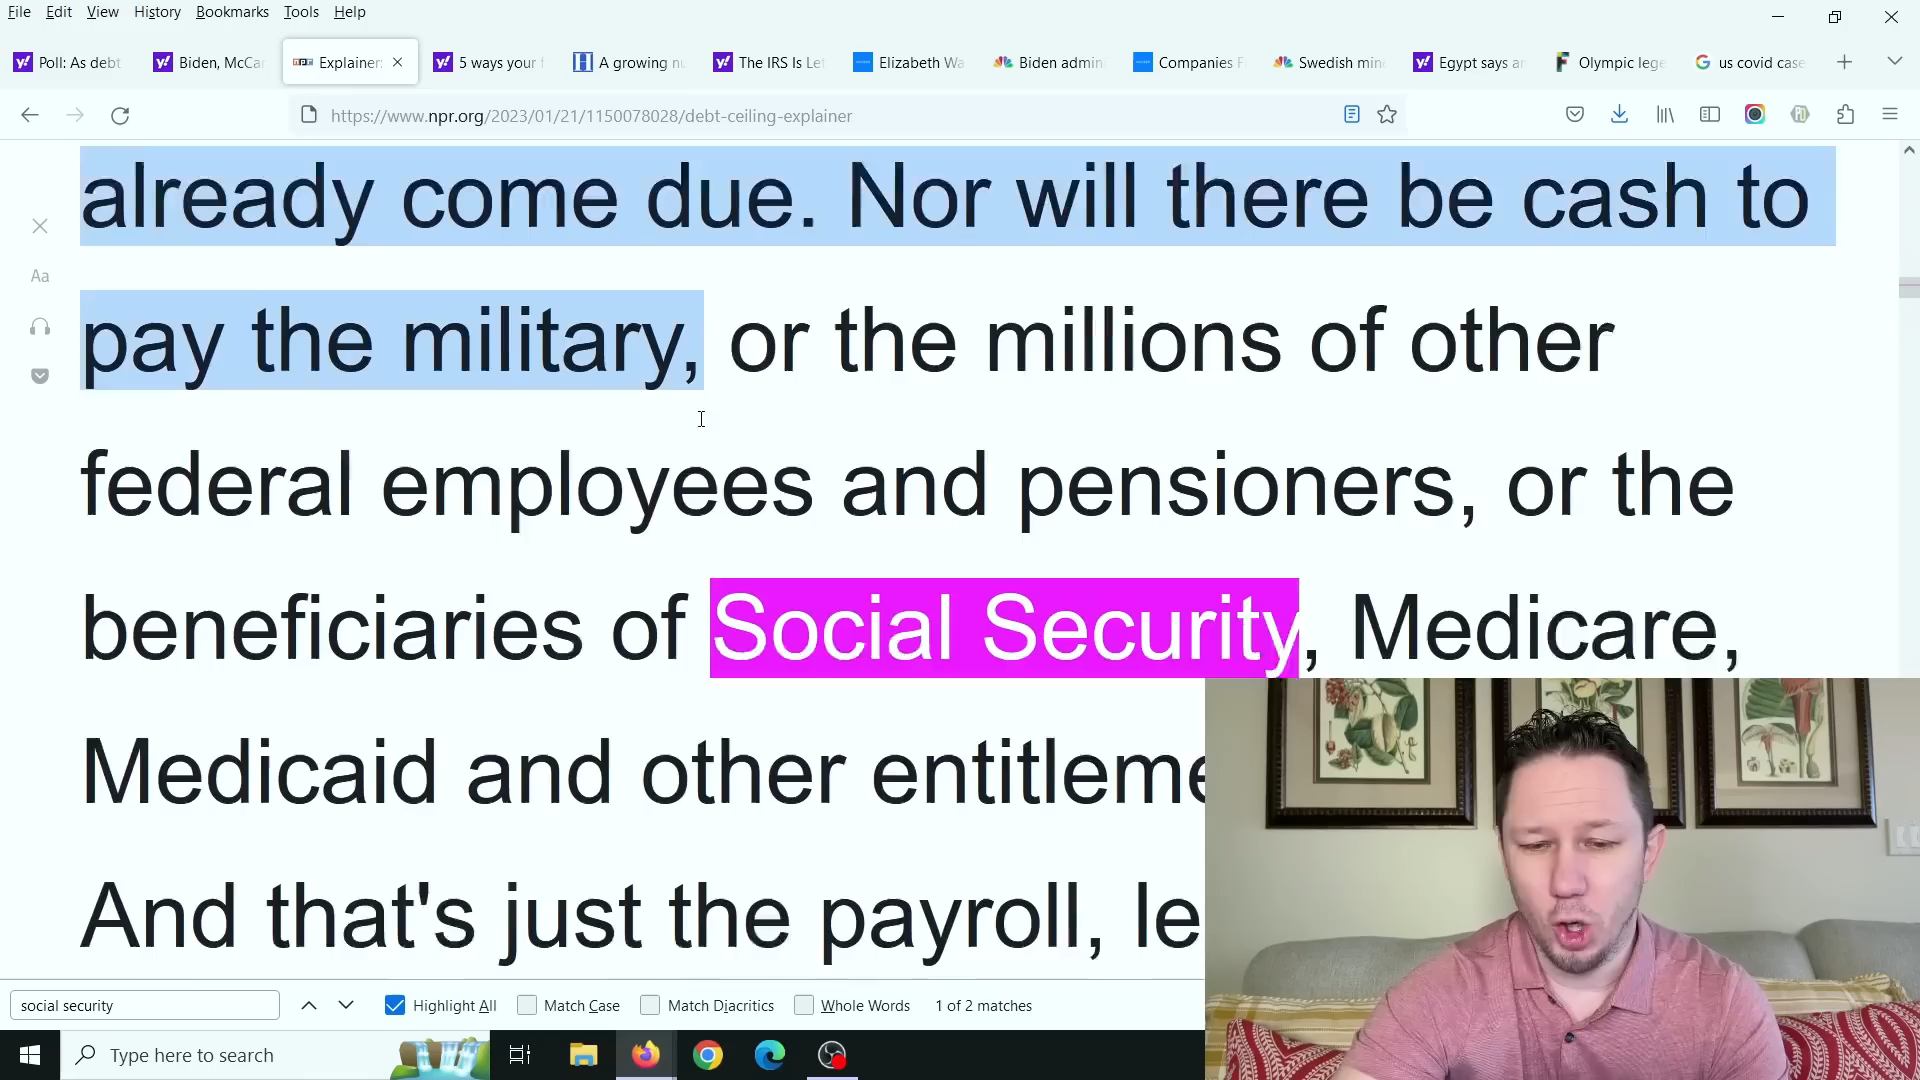 File Edit View History Bookmarks Tools Help
Poll: As debt
Biden, McCar
npr Explainer:
5 ways your f
A growing nu
The IRS Is Let
Elizabeth Wa
Biden admin
Companies F
Swedish min
Egypt says an
Olympic lege
us covid case
https://www.npr.org/2023/01/21/1150078028/debt-ceiling-explainer
already come due. Nor will there be cash to
Aa
pay the military, or the millions of other
federal employees and pensioners, or the
beneficiaries of Social Security, Medicare,
Medicaid and other entitleme
And that's just the payroll, le
social security
Highlight All Match Case Match Diacritics Whole Words 1 of 2 matches
Type here to search